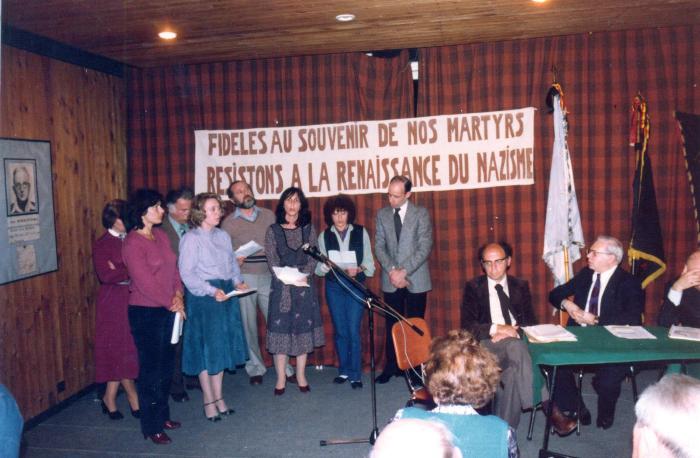 FIDELES AU SOUVENIR DE NOS MARTYRS
RESISTONS A LA RENAISSANCE DU NAZISME